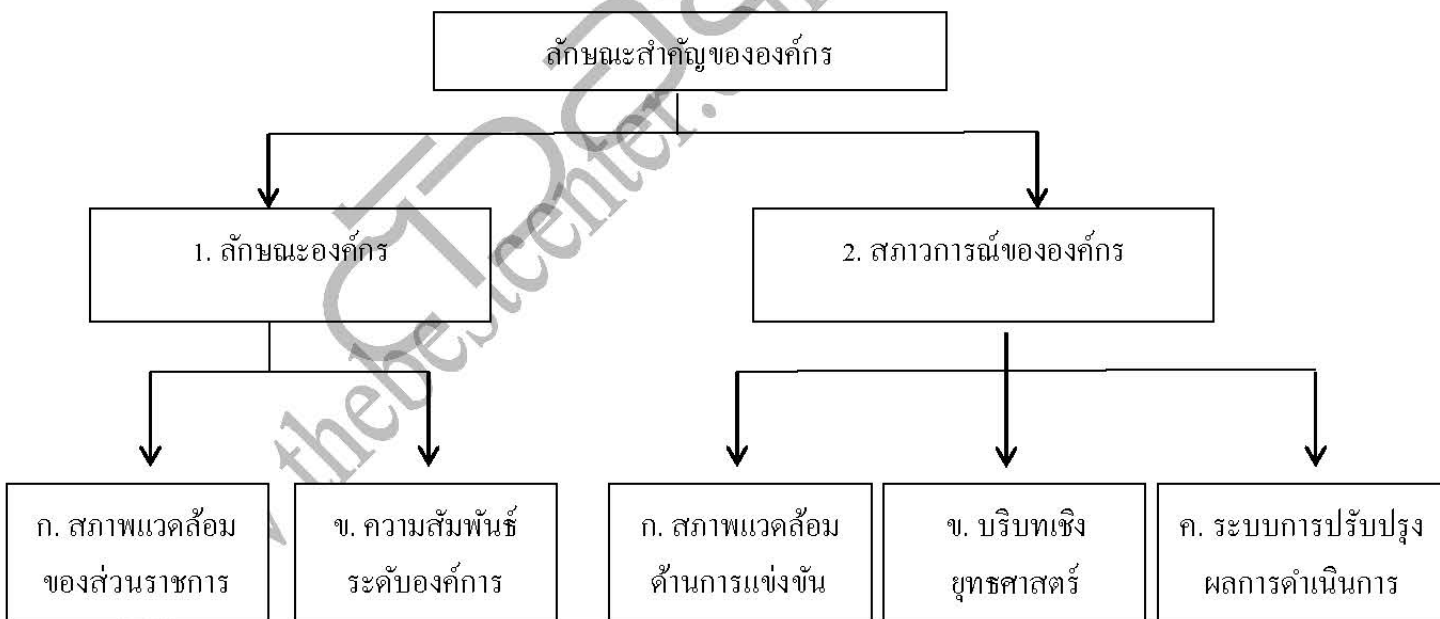 ลักษณะสำคัญขององค์กร
1. ลักษณะองค์กร
2. สภาวการณ์ขององค์กร
ก. สภาพแวดล้อม
ของส่วนราชการ
ข. ความสัมพันธ์
ระดับองค์การ
ก. สภาพแวดล้อม
ด้านการแข่งขัน
ข. บริบทเชิง
ยุทธศาสตร์
ค. ระบบการปรับปรุง
ผลการดำเนินการ
thebestcenter.